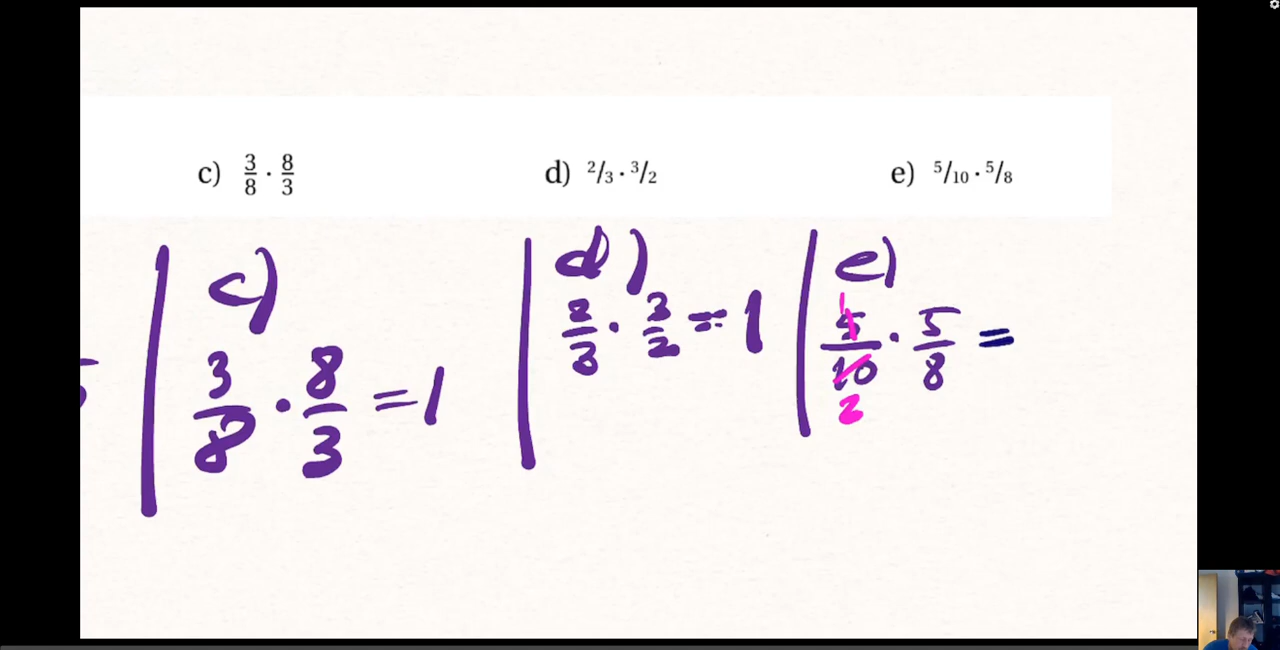 c) 3/8 · 8/3 d) 2/3 · 3/2 e) 5/10 · 5/8
c)
3/8 · 8/3 = 1
d)
2/3 · 3/2 = 1
e)
1
5/10 · 5/8 =
2